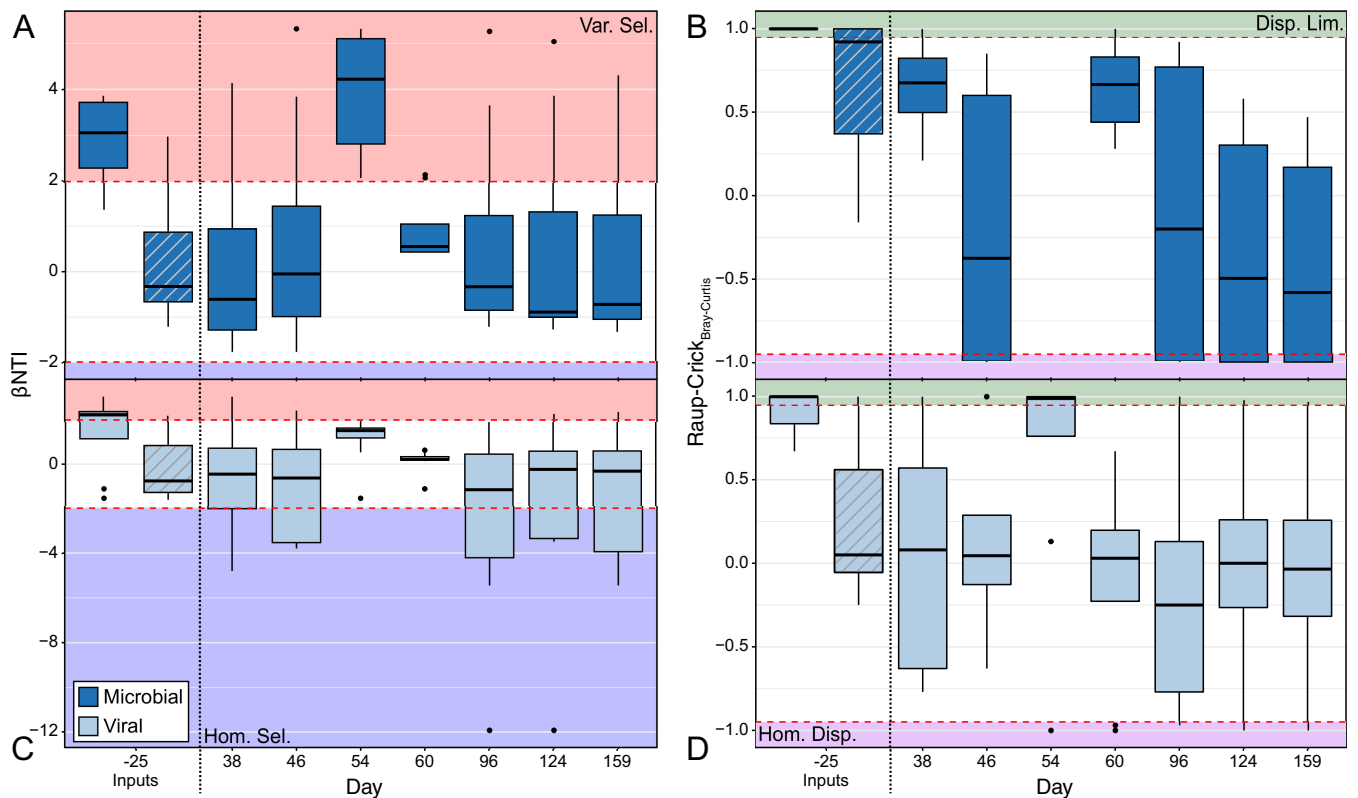 A
Var. Sel.
4
2
0
−2
βNTI
0
−4
−8
−12
Microbial
Viral
C
Hom. Sel.
-25
38
46
54
60
96
124
159
Inputs
Day
B
Disp. Lim.
1.0
0.5
0.0
−0.5
−1.0
Raup-Crick Bray-Curtis
1.0
0.5
0.0
−0.5
−1.0
Hom. Disp.
D
-25
38
46
54
60
96
124
159
Inputs
Day